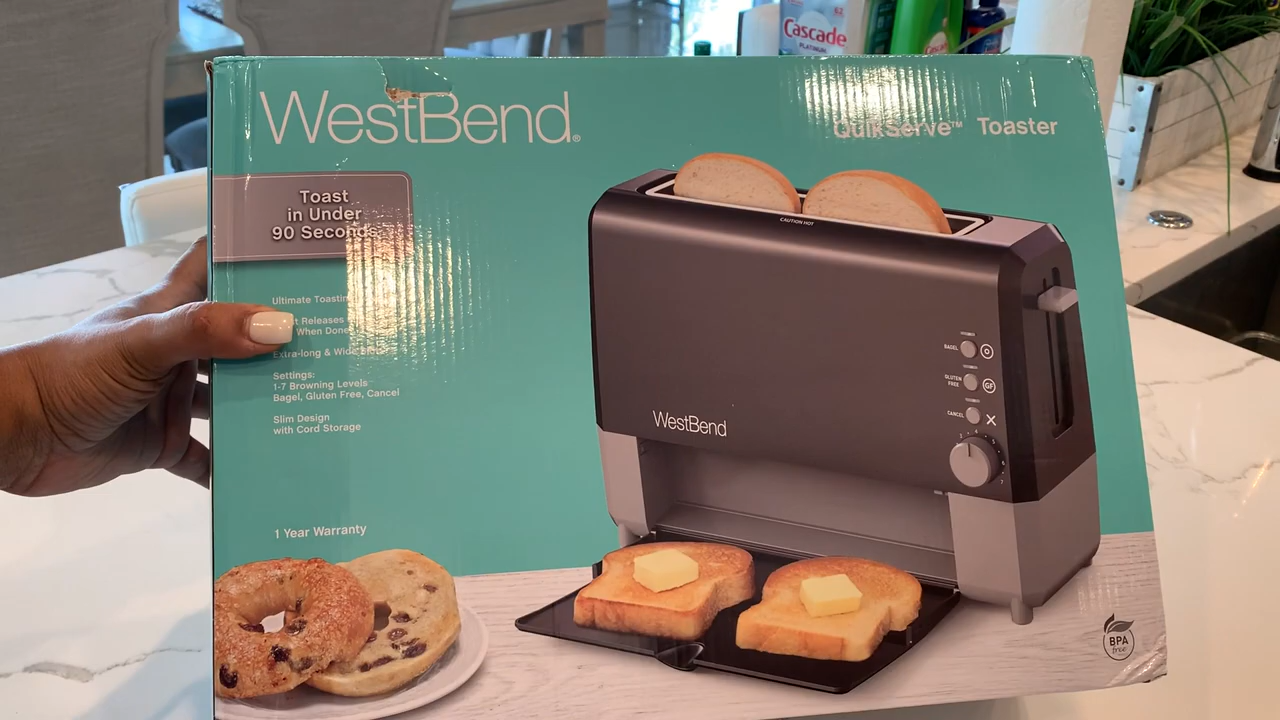 Cascade
PLATINUM
WestBend®
QuikServe™ Toaster
Toast
in Under
90 Seconds
Ultimate
Releases
When Done
Extra-long & Wide
Settings:
1-7 Browning Levels
Bagel, Gluten Free, Cancel
Slim Design
with Cord Storage
1 Year Warranty
CAUTION HOT
BAGEL
GLUTEN
FREE
GF
CANCEL
WestBend
BPA
free